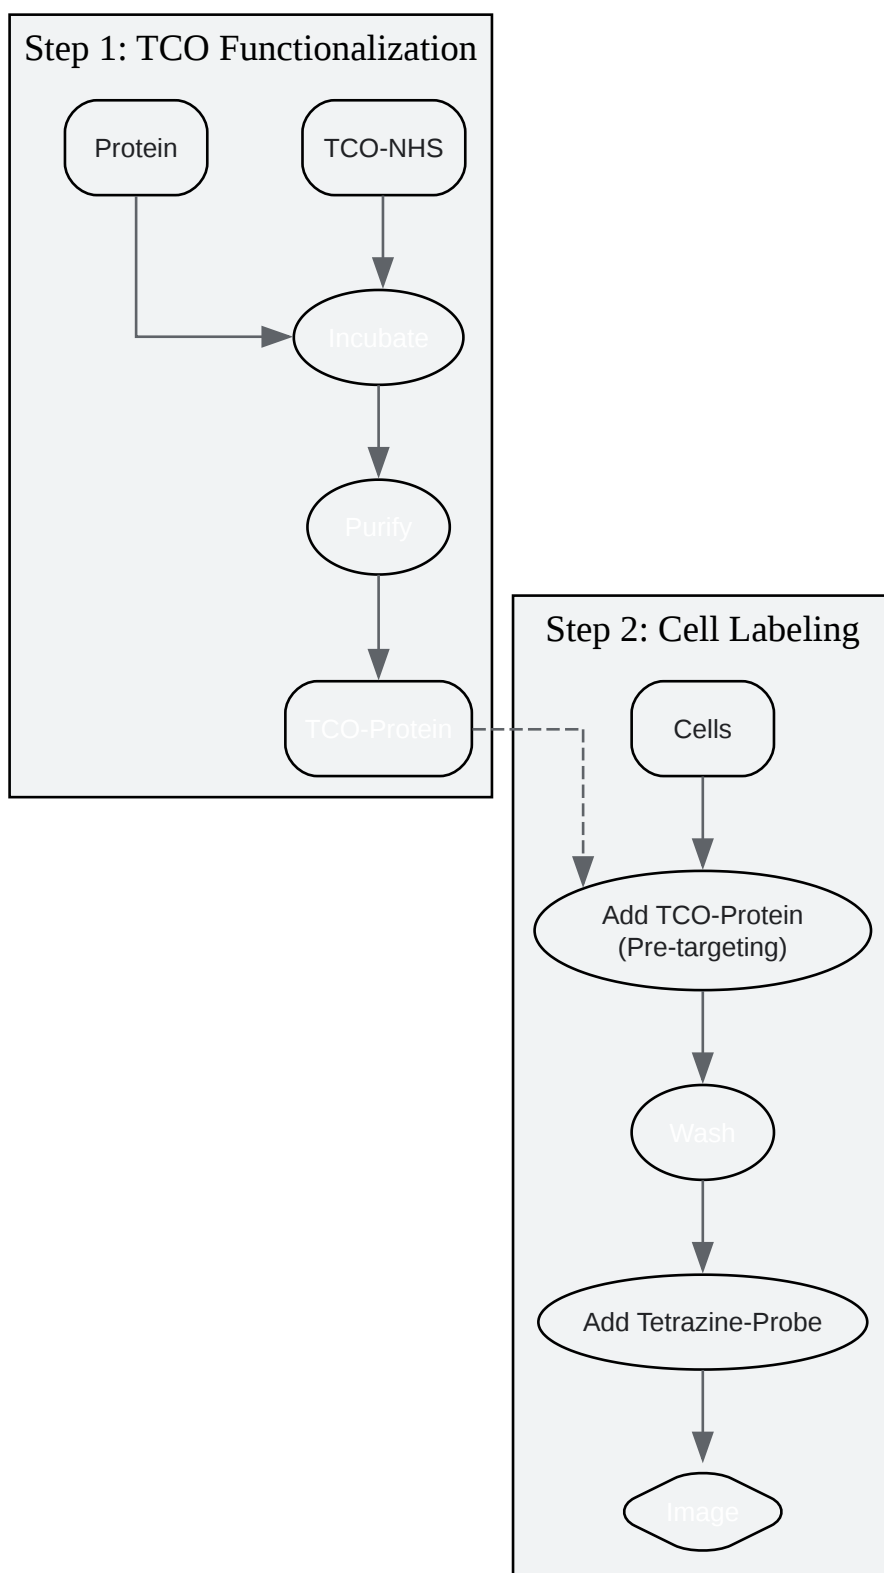 Step 1: TCO Functionalization
Protein
TCO-NHS
Incubate
Purify
TCO-Protein
Step 2: Cell Labeling
Cells
Add TCO-Protein
(Pre-targeting)
Wash
Add Tetrazine-Probe
Image